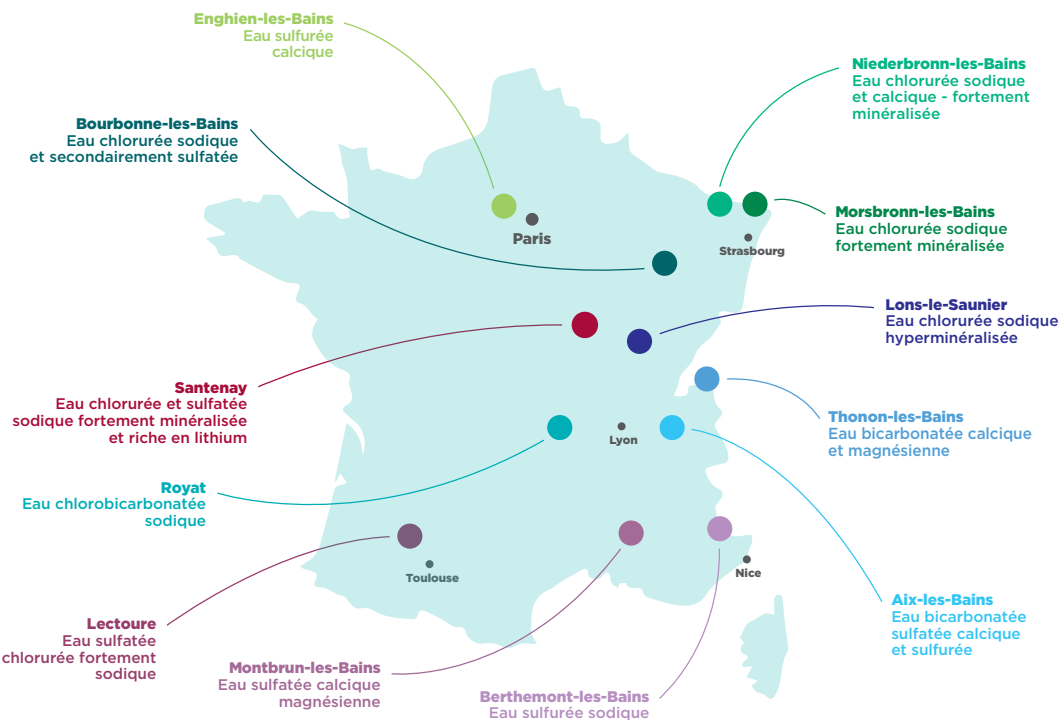 Enghien-les-Bains
Eau sulfurée
calcique
Niederbronn-les-Bains
Eau chlorurée sodique
et calcique - fortement
minéralisée
Bourbonne-les-Bains
Eau chlorurée sodique
et secondairement sulfatée
Morsbronn-les-Bains
Eau chlorurée sodique
fortement minéralisée
Paris
Strasbourg
Lons-le-Saunier
Eau chlorurée sodique
hyperminéralisée
Santenay
Eau chlorurée et sulfatée
sodique fortement minéralisée
et riche en lithium
Thonon-les-Bains
Eau bicarbonatée calcique
et magnésienne
Lyon
Royat
Eau chlorobicarbonatée
sodique
Toulouse
Nice
Aix-les-Bains
Eau bicarbonatée
sulfatée calcique
et sulfurée
Lectoure
Eau sulfatée
chlorurée fortement
sodique
Montbrun-les-Bains
Eau sulfatée calcique
magnésienne
Berthemont-les-Bains
Eau sulfurée sodique